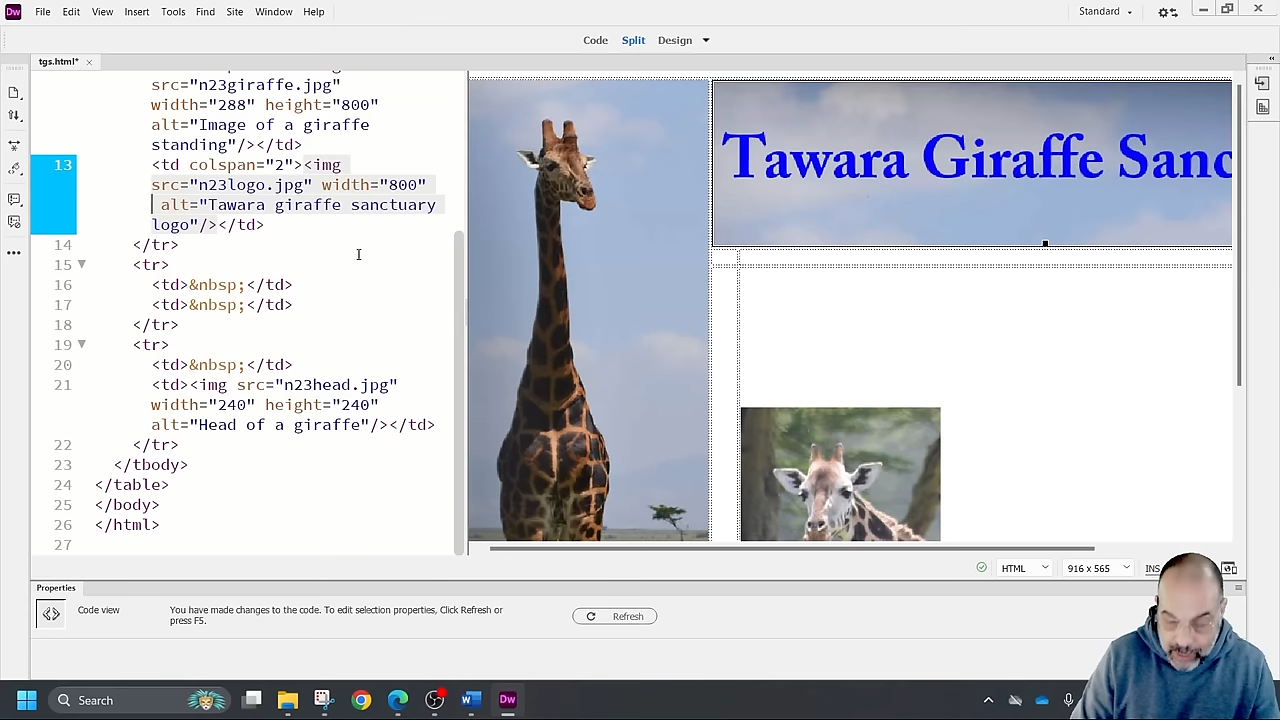 Dw File Edit View Insert Tools Find Site Window Help Standard
Code Split Design
tgs.html*
src="n23giraffe.jpg"
width="288" height="800"
alt="Image of a giraffe
standing"/></td>
13 <td colspan="2"><img
src="n23logo.jpg" width="800"
alt="Tawara giraffe sanctuary
logo"/></td>
14 </tr>
15 <tr>
16 <td>&nbsp;</td>
17 <td>&nbsp;</td>
18 </tr>
19 <tr>
20 <td>&nbsp;</td>
21 <td><img src="n23head.jpg"
width="240" height="240"
alt="Head of a giraffe"/></td>
22 </tr>
23 </tbody>
24 </table>
25 </body>
26 </html>
27
Tawara Giraffe Sanc
HTML 916 x 565 INS
Properties
Code view
You have made changes to the code. To edit selection properties, Click Refresh or
press F5.
Refresh
Search
W
Dw